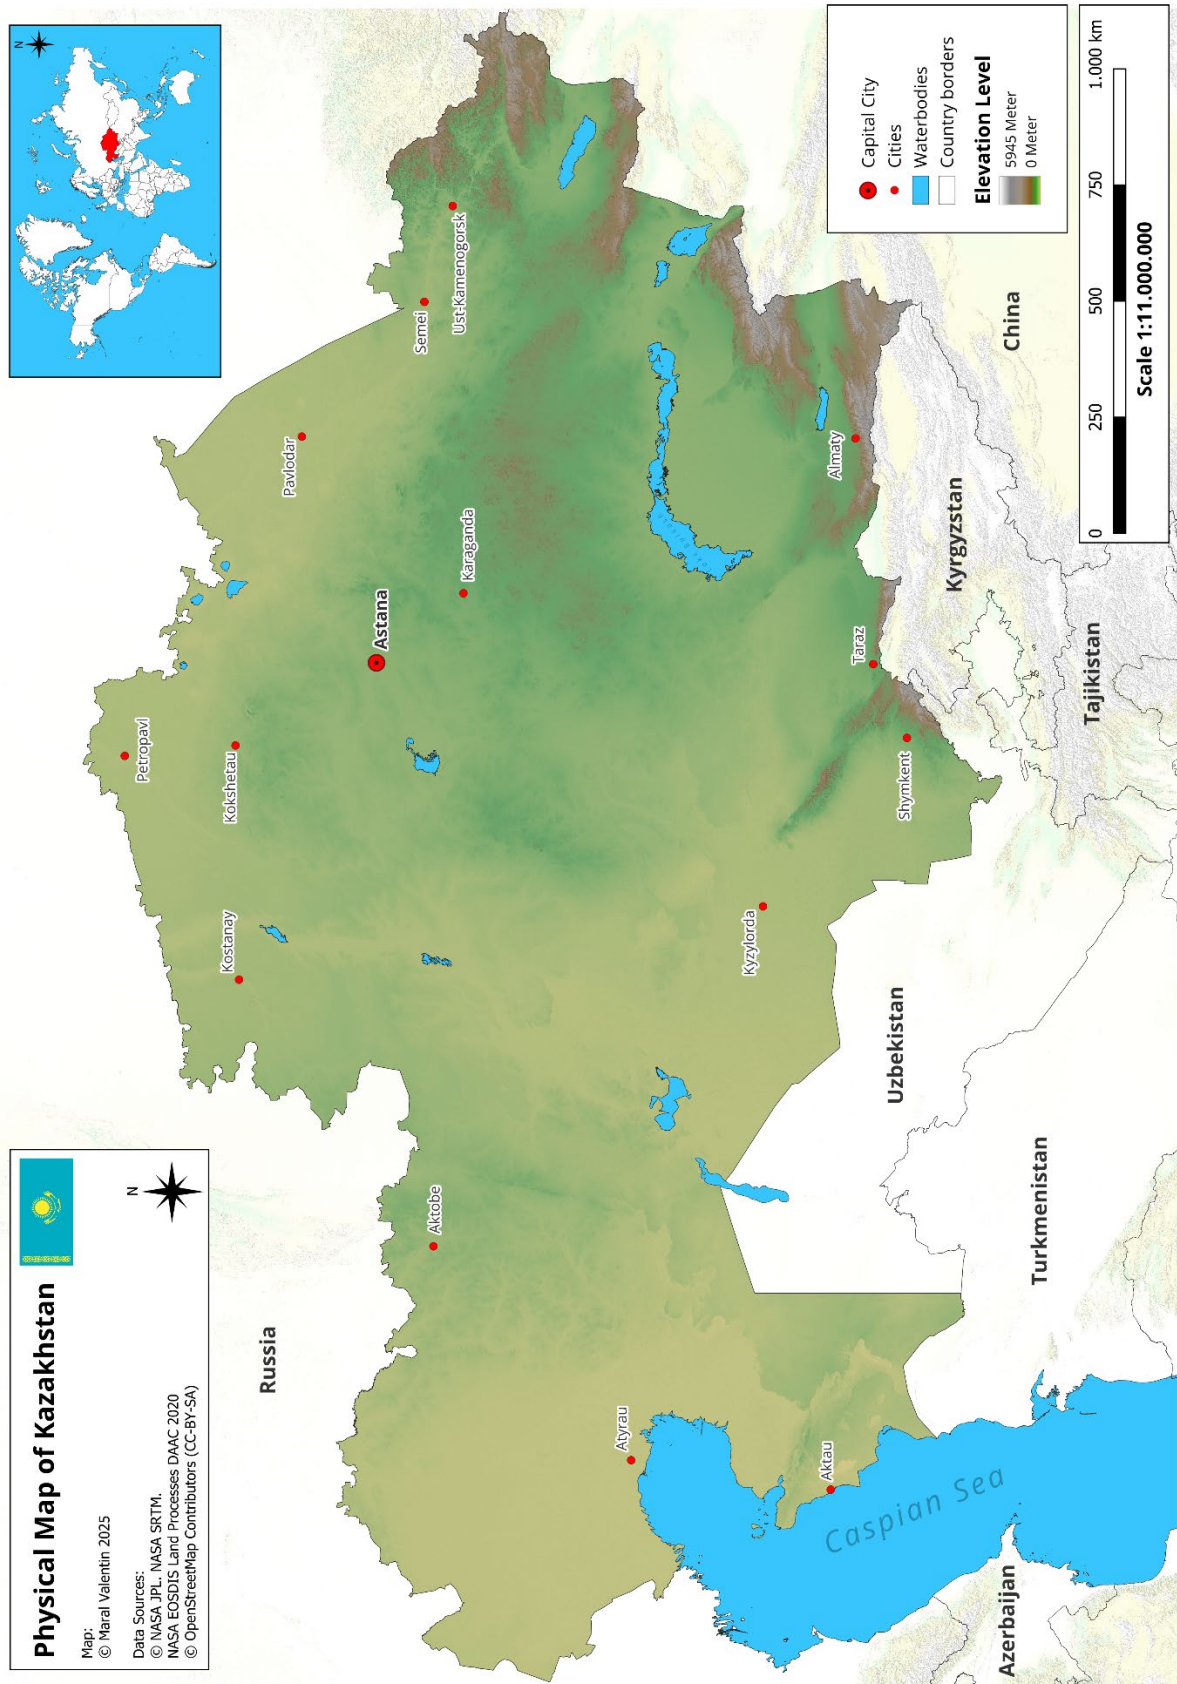 Physical Map of Kazakhstan
Map:
© Maral Valentin 2025
Data Sources:
© NASA JPL. NASA SRTM.
NASA EOSDIS Land Processes DAAC 2020
© OpenStreetMap Contributors (CC-BY-SA)
N
N
Russia
Petropavl
Kostanay
Kokshetau
Pavlodar
Astana
Semei
Ust-Kamenogorsk
Aktobe
Karaganda
Atyrau
Aktau
Kyzylorda
Almaty
Taraz
Shymkent
Caspian Sea
Uzbekistan
Turkmenistan
Kyrgyzstan
China
Tajikistan
Azerbaijan
Capital City
Cities
Waterbodies
Country borders
Elevation Level
5945 Meter
0 Meter
0 250 500 750 1.000 km
Scale 1:11.000.000